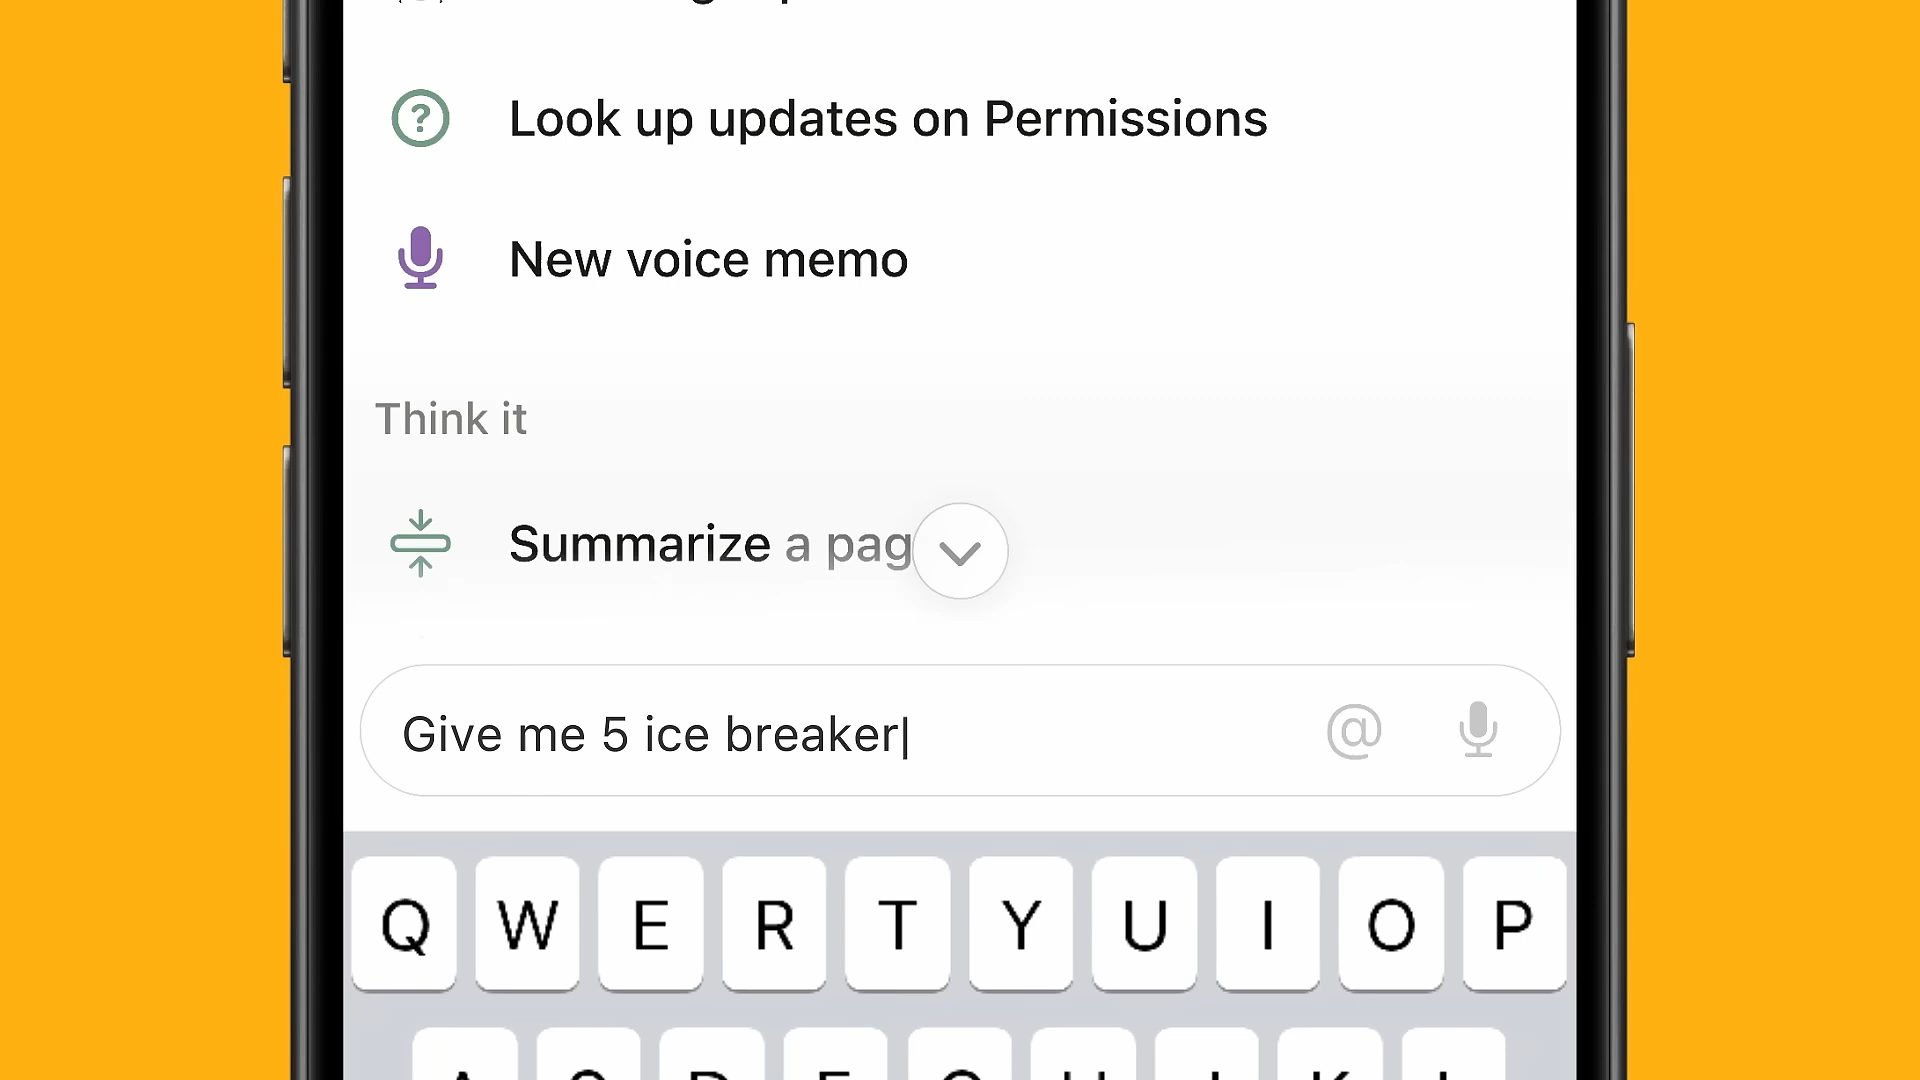 Look up updates on Permissions
New voice memo
Think it
Summarize a pag
Give me 5 ice breaker
@
Q W E R T Y U I O P